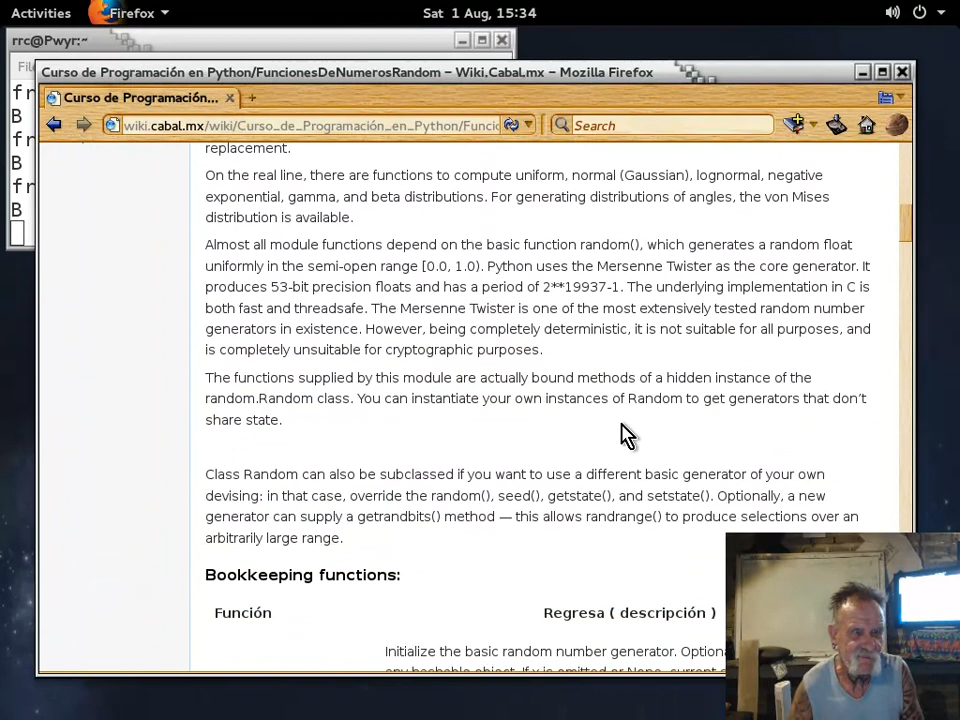 Activities
Firefox
Sat 1 Aug, 15:34
rrc@Pwyr:~
Curso de Programación en Python/FuncionesDeNumerosRandom – Wiki.Cabal.mx – Mozilla Firefox
Curso de Programación...
wiki.cabal.mx/wiki/Curso_de_Programación_en_Python/Funcio
Search
fr
B
fr
B
fr
B
replacement.
On the real line, there are functions to compute uniform, normal (Gaussian), lognormal, negative
exponential, gamma, and beta distributions. For generating distributions of angles, the von Mises
distribution is available.
Almost all module functions depend on the basic function random(), which generates a random float
uniformly in the semi-open range [0.0, 1.0). Python uses the Mersenne Twister as the core generator. It
produces 53-bit precision floats and has a period of 2**19937-1. The underlying implementation in C is
both fast and threadsafe. The Mersenne Twister is one of the most extensively tested random number
generators in existence. However, being completely deterministic, it is not suitable for all purposes, and
is completely unsuitable for cryptographic purposes.
The functions supplied by this module are actually bound methods of a hidden instance of the
random.Random class. You can instantiate your own instances of Random to get generators that don't
share state.
Class Random can also be subclassed if you want to use a different basic generator of your own
devising: in that case, override the random(), seed(), getstate(), and setstate(). Optionally, a new
generator can supply a getrandbits() method — this allows randrange() to produce selections over an
arbitrarily large range.
Bookkeeping functions:
Función
Regresa ( descripción )
Initialize the basic random number generator. Optiona